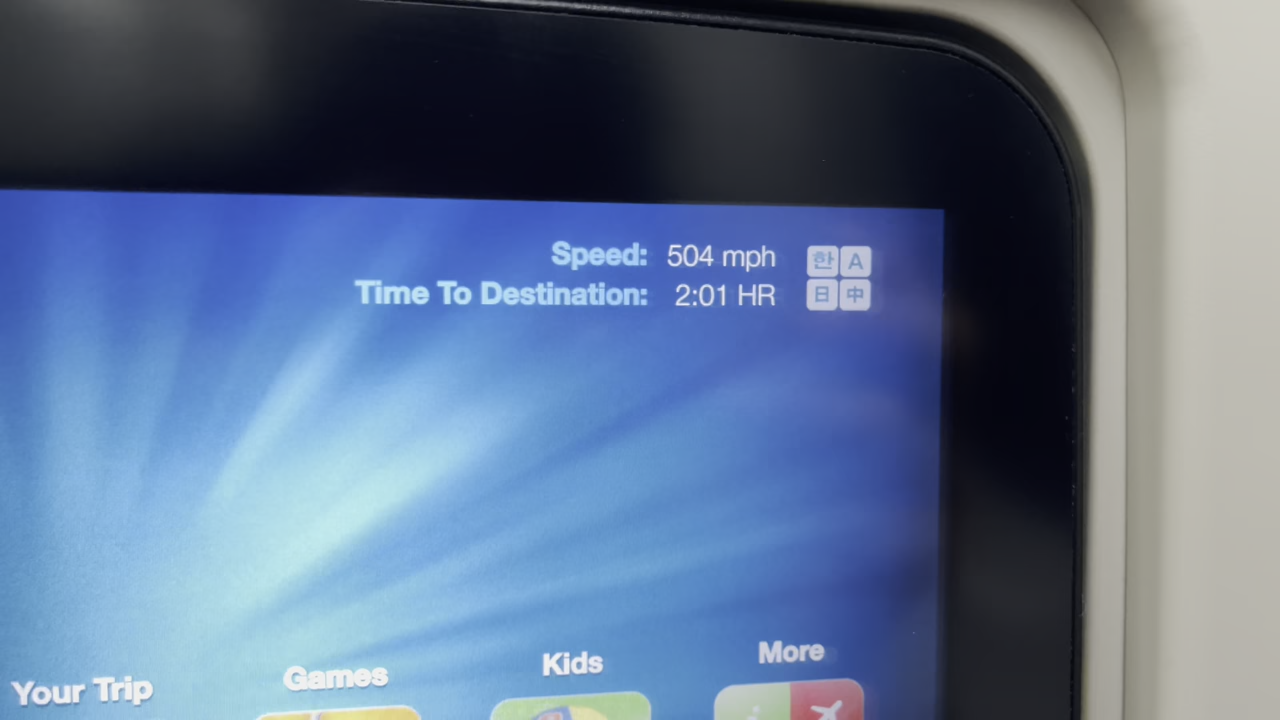 Speed: 504 mph
Time To Destination: 2:01 HR
한 A
日 中
Your Trip
Games
Kids
More